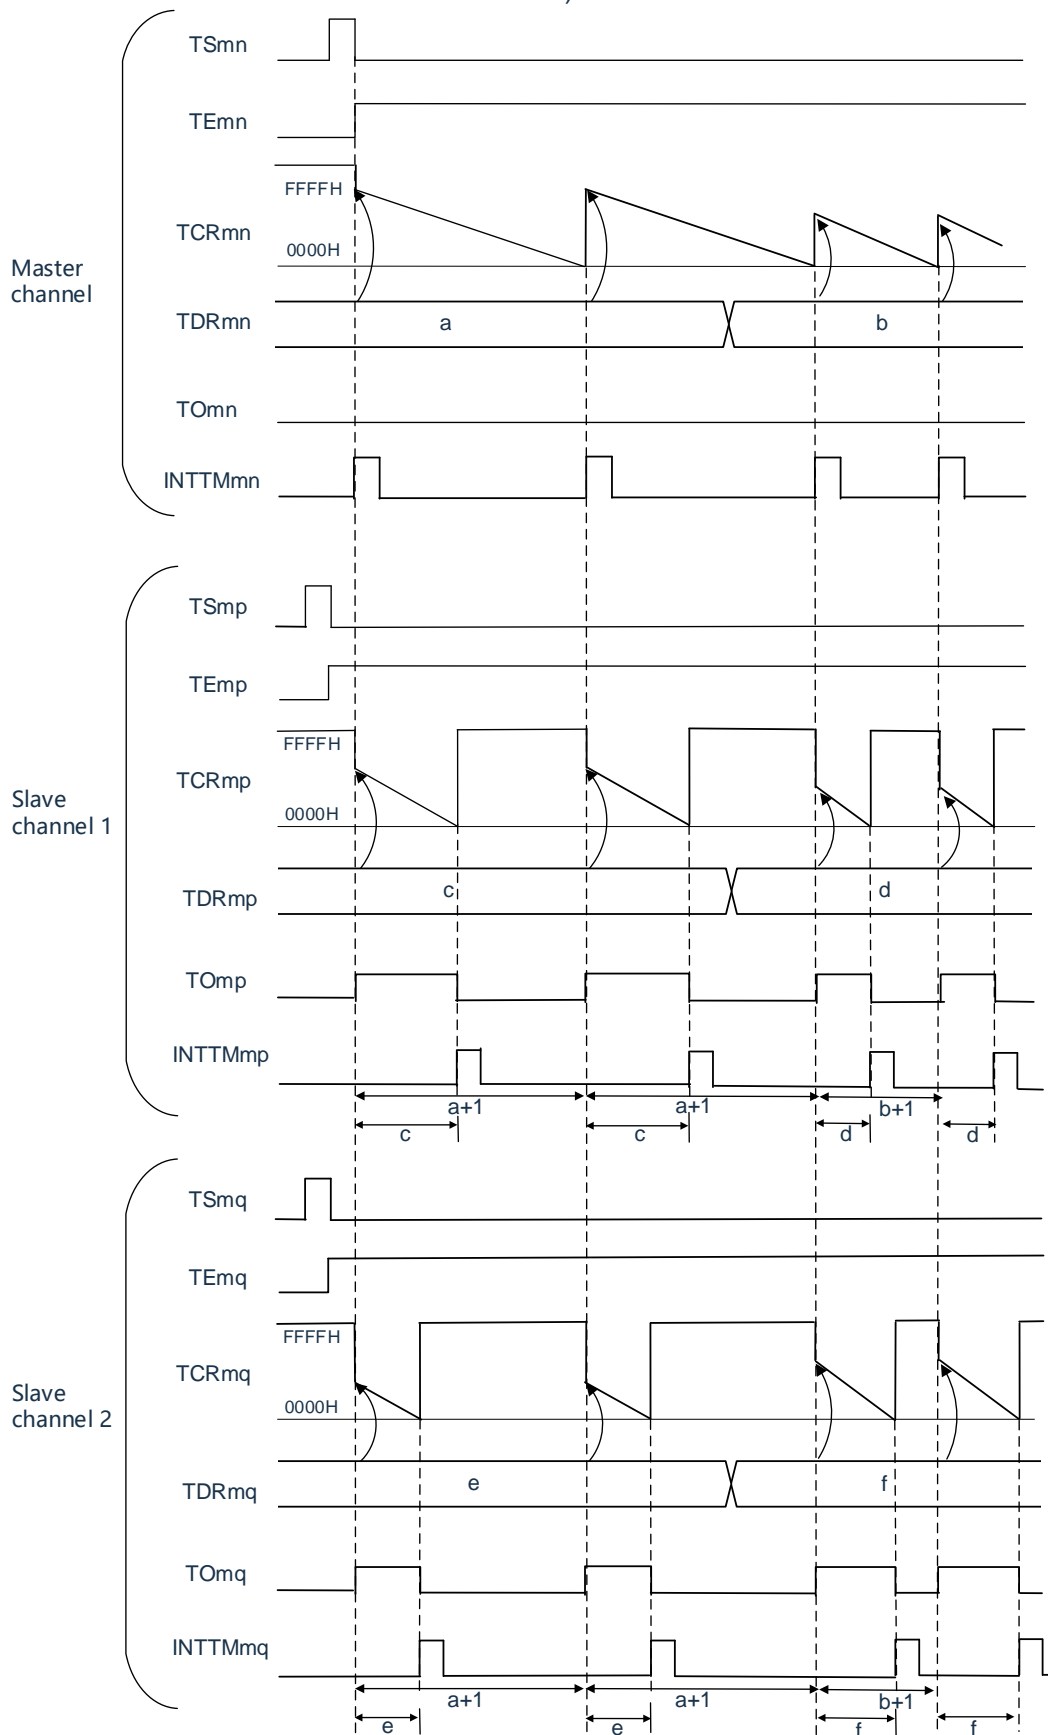 TSmn
TEmn
FFFFH
TCRmn
0000H
Master
channel
TDRmn
a
b
TOmn
INTTMmn
TSmp
TEmp
FFFFH
TCRmp
0000H
Slave
channel 1
TDRmp
c
d
TOmp
INTTMmp
a+1
a+1
b+1
c
c
d
d
TSmq
TEmq
FFFFH
TCRmq
0000H
Slave
channel 2
TDRmq
e
f
TOmq
INTTMmq
a+1
a+1
b+1
e
e
f
f